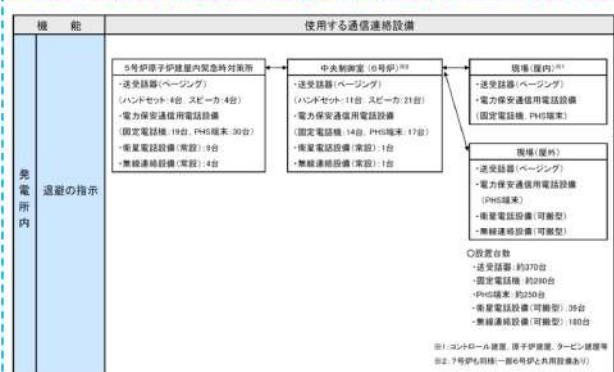 機 能
使用する通信連絡設備
発電所内
退避の指示
5号炉原子炉建屋内緊急時対策所
・送受話器(ページング)
(ハンドセット:4台 スピーカ:4台)
・電力保安通信用電話設備
(固定電話機:19台、PHS端末:30台)
・衛星電話設備(常設):9台
・無線連絡設備(常設):4台
中央制御室(6号炉)※2
・送受話器(ページング)
(ハンドセット:11台 スピーカ:21台)
・電力保安通信用電話設備
(固定電話機:14台、PHS端末:17台)
・衛星電話設備(常設):1台
・無線連絡設備(常設):1台
現場(屋内)※1
・送受話器(ページング)
・電力保安通信用電話設備
(固定電話機、PHS端末)
現場(屋外)
・送受話器(ページング)
・電力保安通信用電話設備
(PHS端末)
・衛星電話設備(可搬型)
・無線連絡設備(可搬型)
○設置台数
・送受話器:約370台
・固定電話機:約290台
・PHS端末:約250台
・衛星電話設備(可搬型):39台
・無線連絡設備(可搬型):180台
※1:コントロール建屋、原子炉建屋、タービン建屋等
※2:7号炉も同様(一部6号炉と共用設備あり)